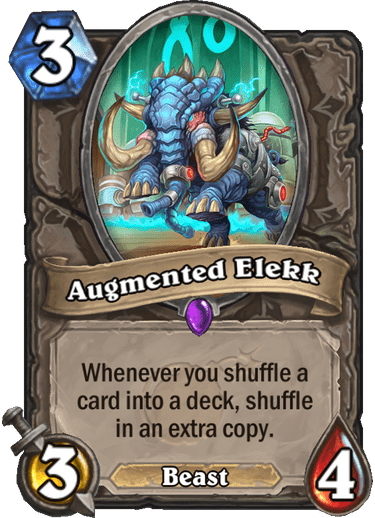 3
Augmented Elekk
Whenever you shuffle a
card into a deck, shuffle
in an extra copy.
3
Beast
4